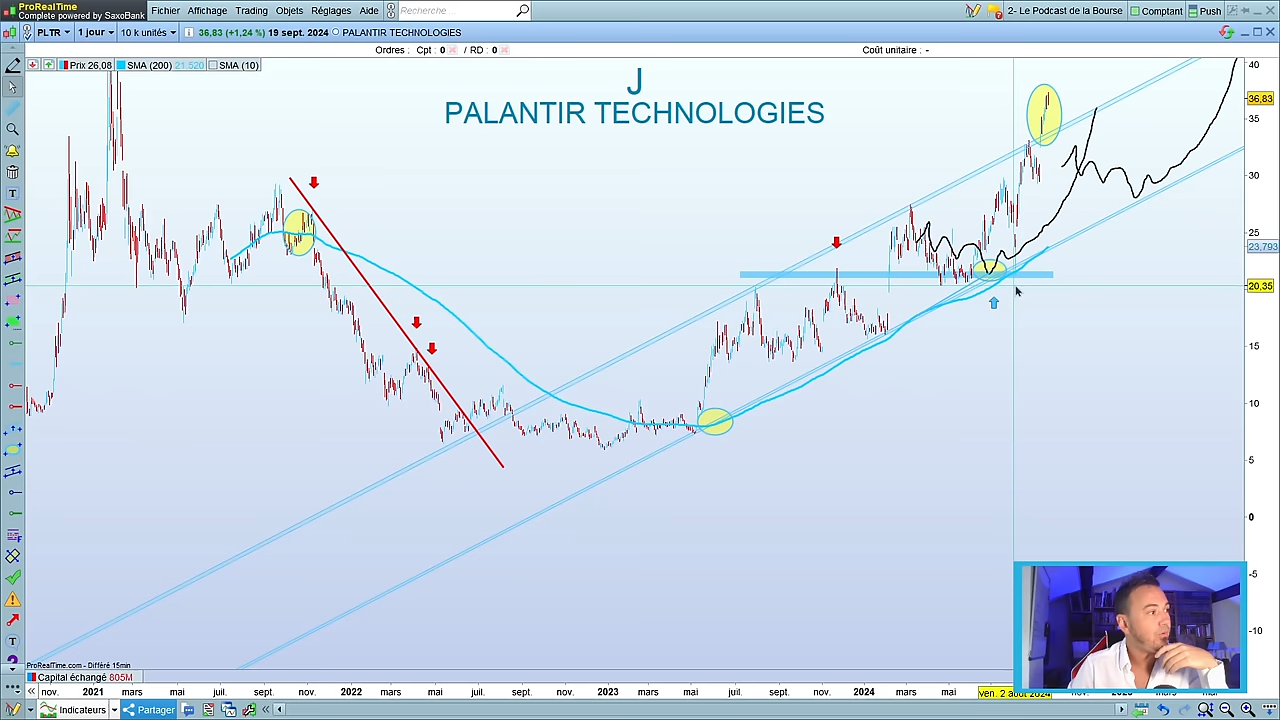 ProRealTime
Complete powered by SaxoBank
Fichier Affichage Trading Objets Réglages Aide Recherche 2- Le Podcast de la Bourse Comptant Push
PLTR 1 jour 10 k unités 36,83 (+1,24 %) 19 sept. 2024 PALANTIR TECHNOLOGIES
Ordres : Cpt : 0 / RD : 0 Coût unitaire : -
Prix 26,08 SMA (200) 21,520 SMA (10)
J
PALANTIR TECHNOLOGIES
40
36,83
35
30
25
23,793
20,35
15
10
5
0
-5
-10
ProRealTime.com - Différé 15min
Capital échangé 805M
nov. 2021 mars mai juil. sept. nov. 2022 mars mai juil. sept. nov. 2023 mars mai juil. sept. nov. 2024 mars mai ven. 2 août 2024
Indicateurs Partager